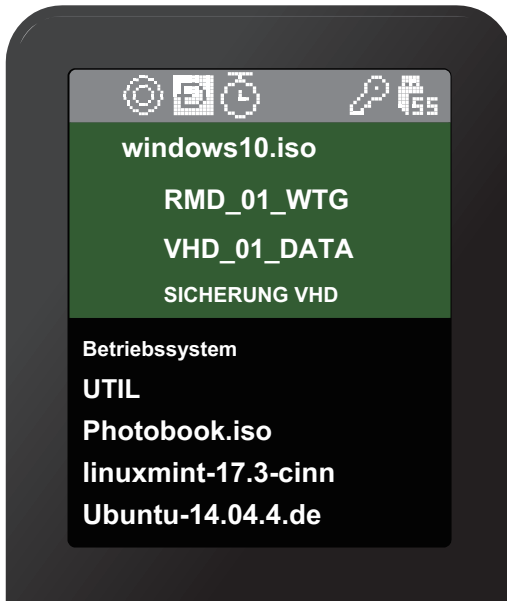 SS
windows10.iso
RMD_01_WTG
VHD_01_DATA
SICHERUNG VHD
Betriebssystem
UTIL
Photobook.iso
linuxmint-17.3-cinn
Ubuntu-14.04.4.de